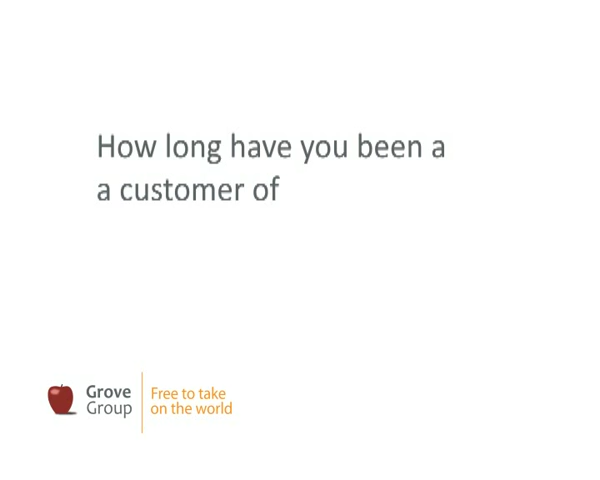 How long have you been a
a customer of
Grove
Group
Free to take
on the world